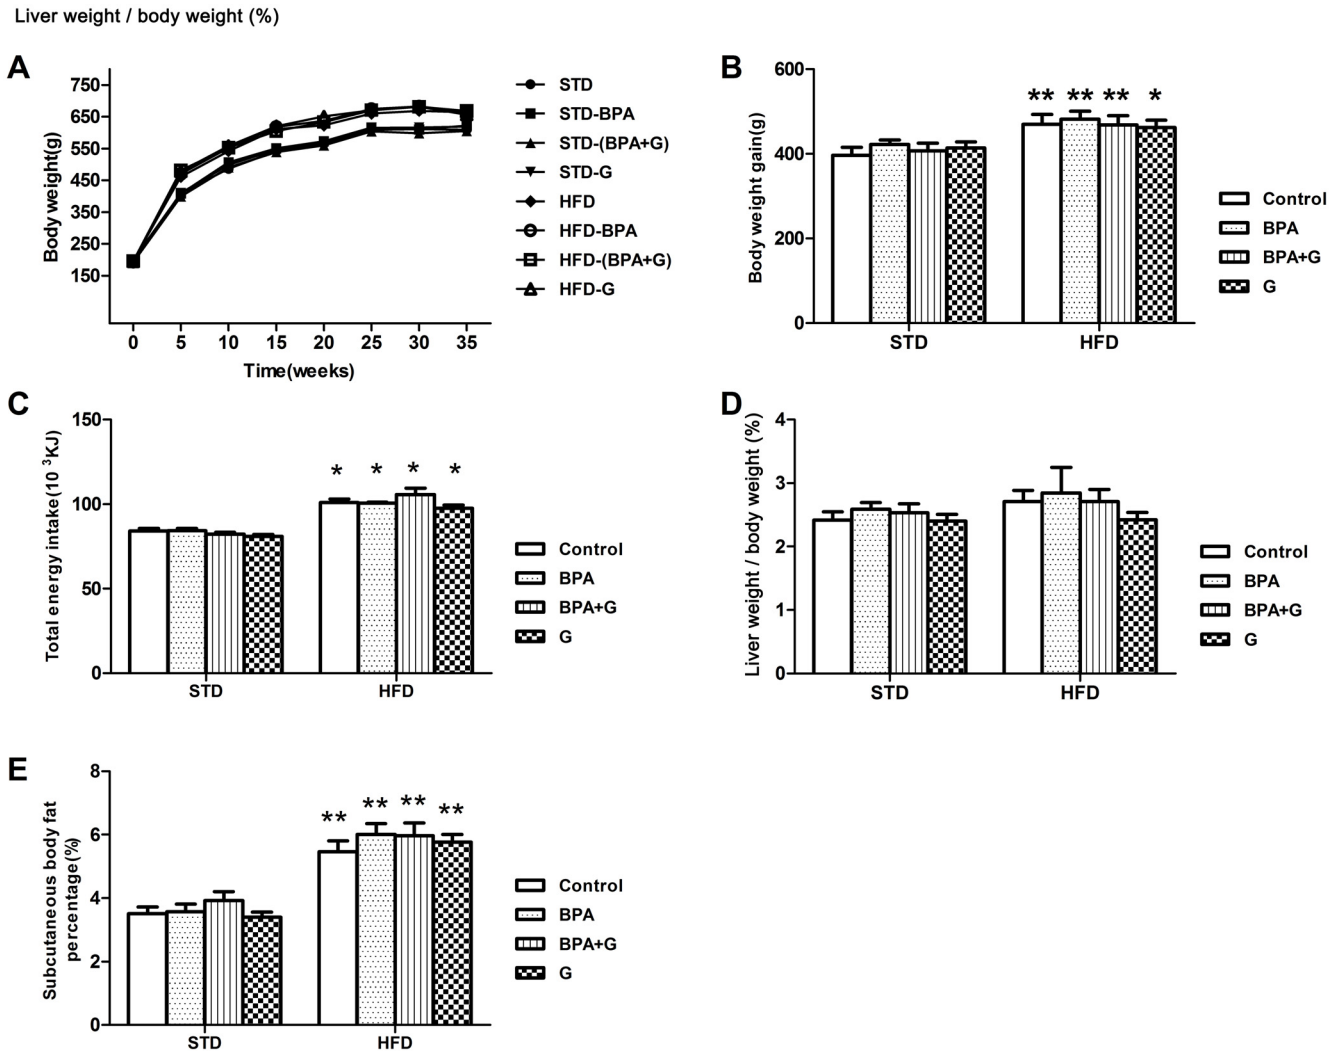 Liver weight / body weight (%)
A
Body weight(g)
750
650
550
450
350
250
150
0 5 10 15 20 25 30 35
Time(weeks)
STD
STD-BPA
STD-(BPA+G)
STD-G
HFD
HFD-BPA
HFD-(BPA+G)
HFD-G
B
Body weight gain(g)
600
400
200
0
** ** ** *
STD HFD
Control
BPA
BPA+G
G
C
Total energy intake(10 ³KJ)
150
100
50
0
* * * *
STD HFD
Control
BPA
BPA+G
G
D
Liver weight / body weight (%)
4
3
2
1
0
STD HFD
Control
BPA
BPA+G
G
E
Subcutaneous body fat
percentage(%)
8
6
4
2
0
** ** ** **
STD HFD
Control
BPA
BPA+G
G